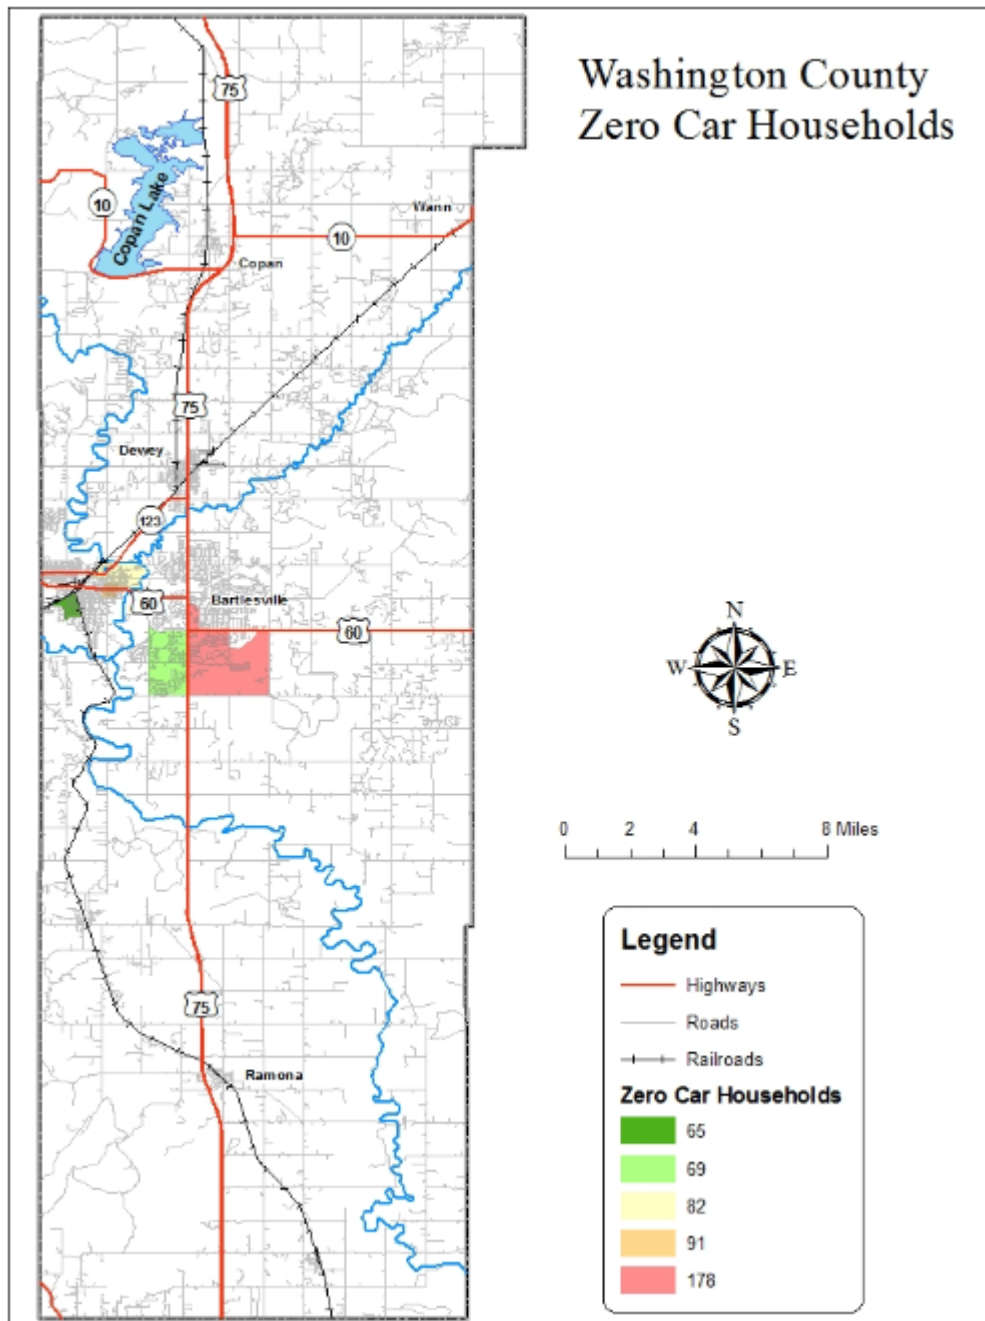 Washington County
Zero Car Households
75
10
Copan Lake
Wann
10
Copan
75
Dewey
123
60
Bartlesville
60
N
W
E
S
0 2 4 8 Miles
75
Ramona
Legend
Highways
Roads
Railroads
Zero Car Households
65
69
82
91
178